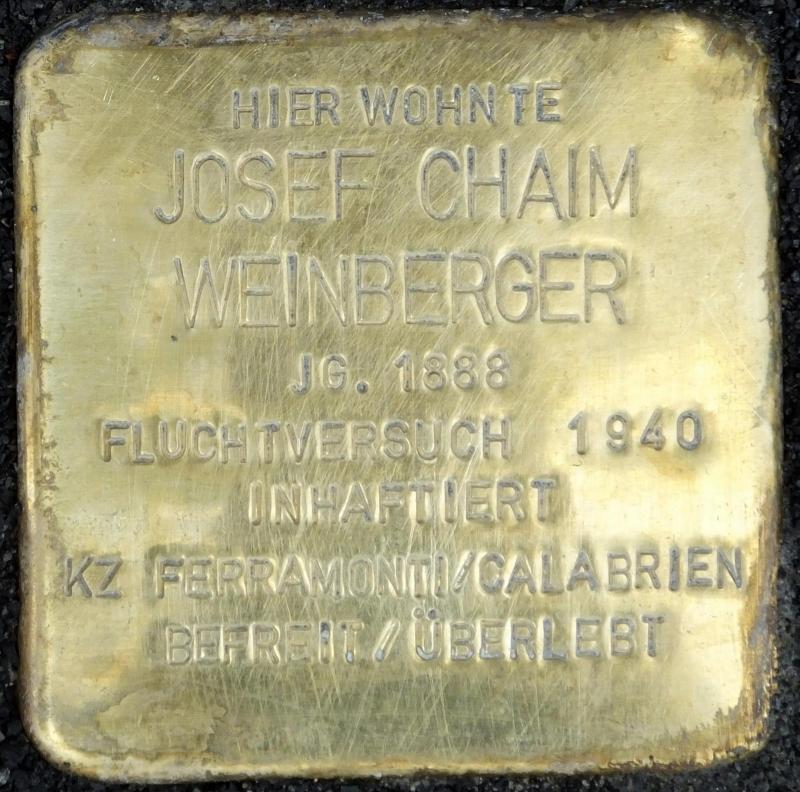 HIER WOHNTE
JOSEF CHAIM
WEINBERGER
JG. 1888
FLUCHTVERSUCH 1940
INHAFTIERT
KZ FERRAMONTI/CALABRIEN
BEFREIT/ÜBERLEBT